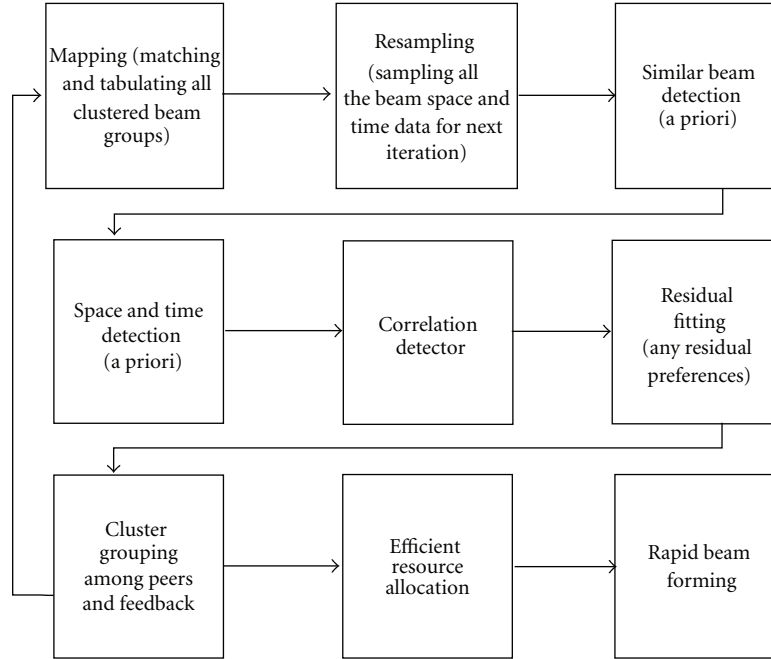 Mapping (matching
and tabulating all
clustered beam
groups)
Resampling
(sampling all
the beam space and
time data for next
iteration)
Similar beam
detection
(a priori)
Space and time
detection
(a priori)
Correlation
detector
Residual
fitting
(any residual
preferences)
Cluster
grouping
among peers
and feedback
Efficient
resource
allocation
Rapid beam
forming